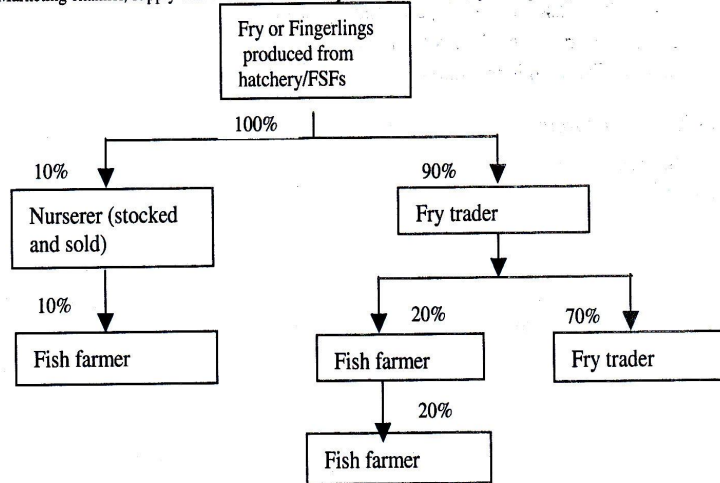 Fry or Fingerlings
produced from
hatchery/FSFs
100%
10%
90%
Nurserer (stocked
and sold)
Fry trader
10%
20%
70%
Fish farmer
Fish farmer
Fry trader
20%
Fish farmer